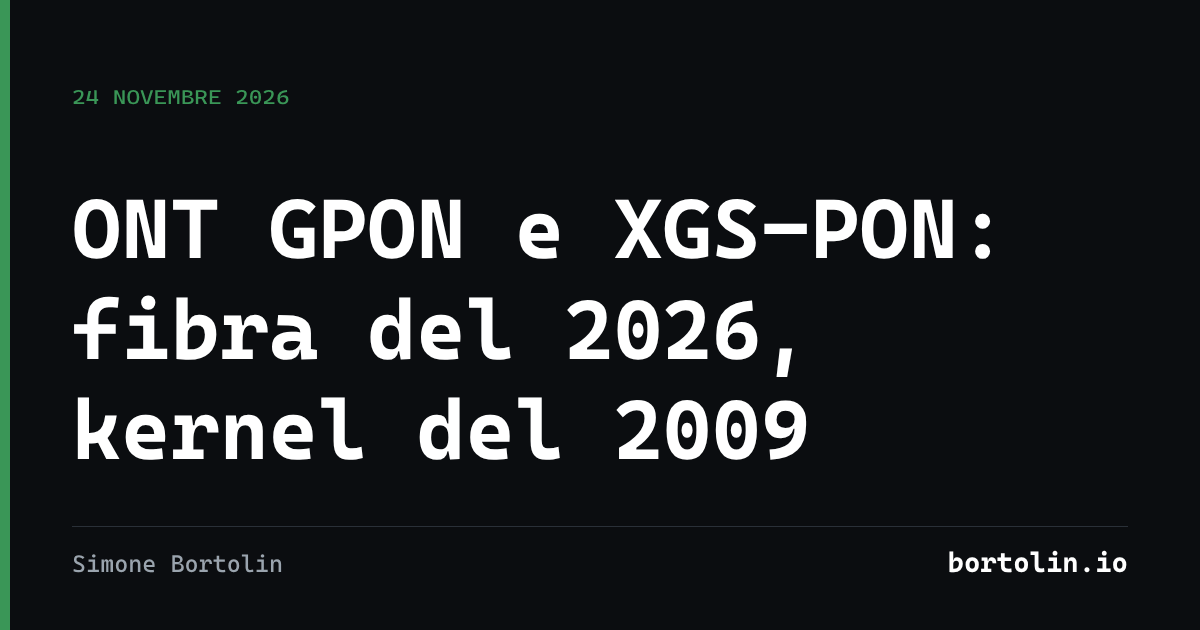 24 NOVEMBRE 2026
ONT GPON e XGS-PON:
fibra del 2026,
kernel del 2009
Simone Bortolin
bortolin.io